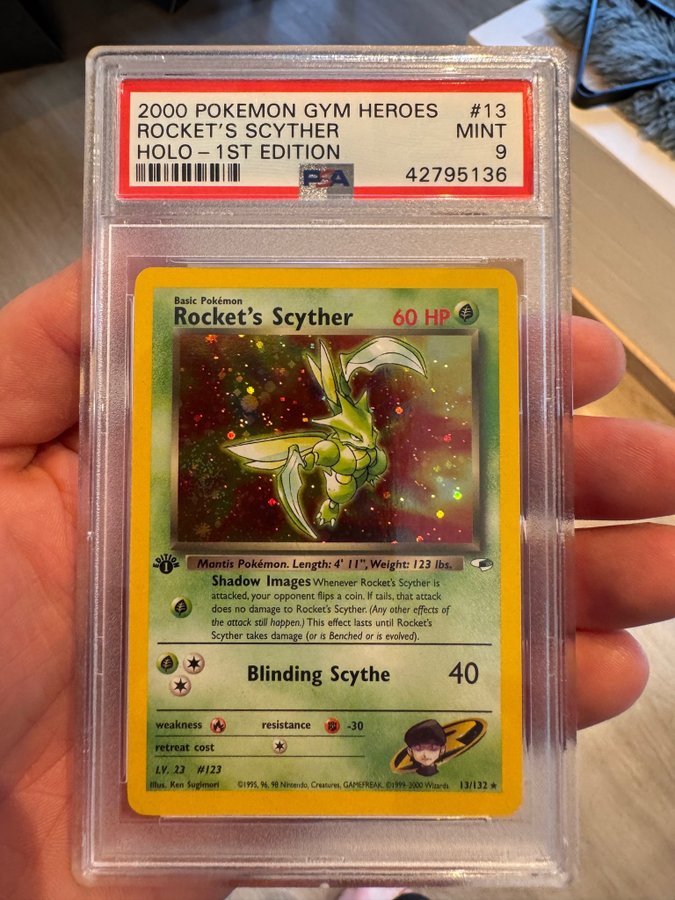 2000 POKEMON GYM HEROES #13
ROCKET'S SCYTHER MINT
HOLO - 1ST EDITION 9
PSA 42795136
Basic Pokémon
Rocket's Scyther 60 HP
EDITION 1
Mantis Pokémon. Length: 4' 11", Weight: 123 lbs.
Shadow Images Whenever Rocket's Scyther is
attacked, your opponent flips a coin. If tails, that attack
does no damage to Rocket's Scyther. (Any other effects of
the attack still happen.) This effect lasts until Rocket's
Scyther takes damage (or is Benched or is evolved).
Blinding Scythe 40
weakness resistance -30
retreat cost
LV. 23 #123
Illus. Ken Sugimori ©1995, 96, 98 Nintendo, Creatures, GAMEFREAK. ©1999-2000 Wizards. 13/132 ★